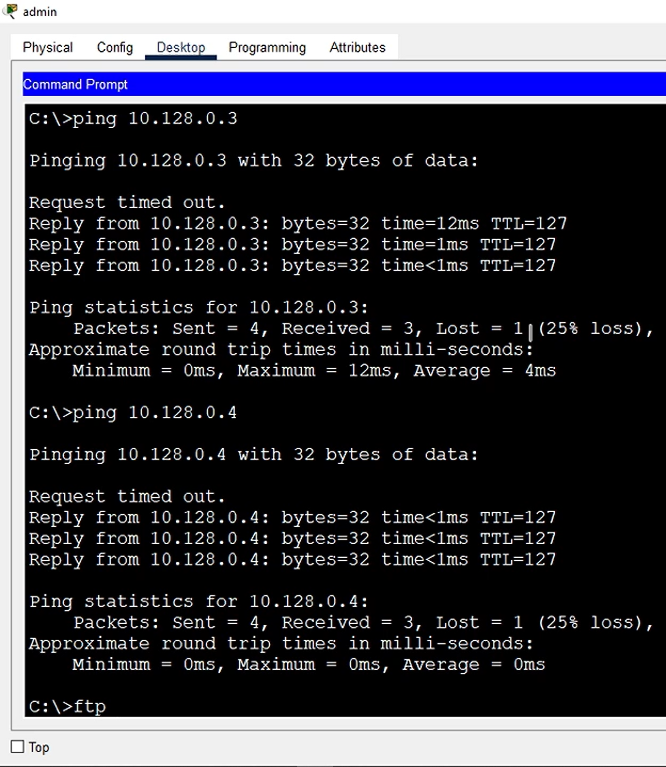 admin
Physical Config Desktop Programming Attributes
Command Prompt
C:\>ping 10.128.0.3
Pinging 10.128.0.3 with 32 bytes of data:
Request timed out.
Reply from 10.128.0.3: bytes=32 time=12ms TTL=127
Reply from 10.128.0.3: bytes=32 time=1ms TTL=127
Reply from 10.128.0.3: bytes=32 time<1ms TTL=127
Ping statistics for 10.128.0.3:
Packets: Sent = 4, Received = 3, Lost = 1 (25% loss),
Approximate round trip times in milli-seconds:
Minimum = 0ms, Maximum = 12ms, Average = 4ms
C:\>ping 10.128.0.4
Pinging 10.128.0.4 with 32 bytes of data:
Request timed out.
Reply from 10.128.0.4: bytes=32 time<1ms TTL=127
Reply from 10.128.0.4: bytes=32 time<1ms TTL=127
Reply from 10.128.0.4: bytes=32 time<1ms TTL=127
Ping statistics for 10.128.0.4:
Packets: Sent = 4, Received = 3, Lost = 1 (25% loss),
Approximate round trip times in milli-seconds:
Minimum = 0ms, Maximum = 0ms, Average = 0ms
C:\>ftp
Top